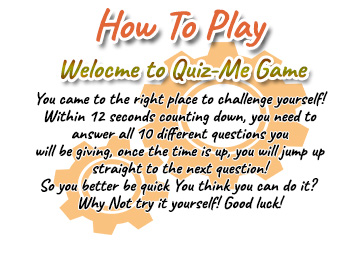 How To Play
Welocme to Quiz-Me Game
You came to the right place to challenge yourself!
Within 12 seconds counting down, you need to
answer all 10 different questions you
will be giving, once the time is up, you will jump up
straight to the next question!
So you better be quick You think you can do it?
Why Not try it yourself! Good luck!